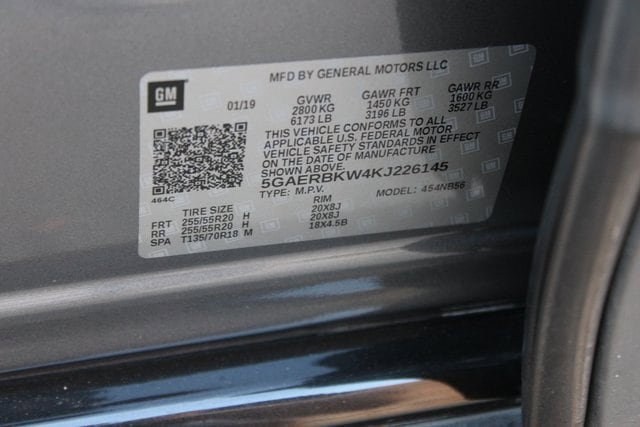 MFD BY GENERAL MOTORS LLC
GM
01/19 GVWR GAWR FRT GAWR RR
2800 KG 1450 KG 1600 KG
6173 LB 3196 LB 3527 LB
THIS VEHICLE CONFORMS TO ALL
APPLICABLE U.S. FEDERAL MOTOR
VEHICLE SAFETY STANDARDS IN EFFECT
ON THE DATE OF MANUFACTURE
SHOWN ABOVE.
5GAERBKW4KJ226145
TYPE: M.P.V. MODEL: 4S4NB56
464C
TIRE SIZE RIM
FRT 255/55R20 H 20X8J
RR 255/55R20 H 20X8J
SPA T135/70R18 M 18X4.5B